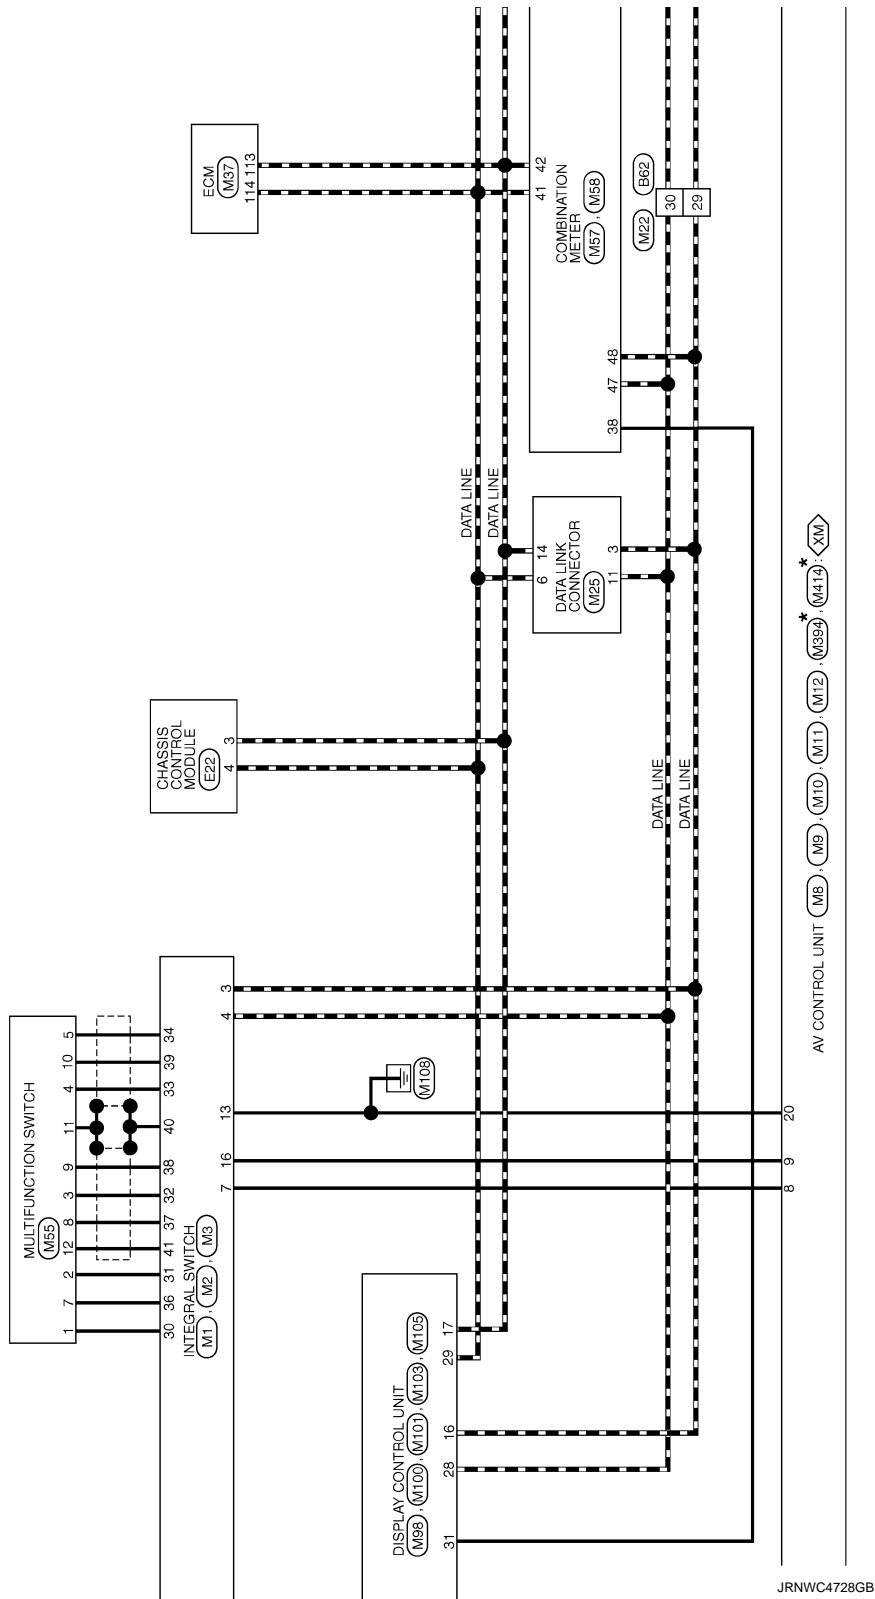 MULTIFUNCTION SWITCH
M55
1 7 2 12 8 3 9 11 4 10 5
30 36 31 41 37 32 38 40 33 39 34
INTEGRAL SWITCH
M1 , M2 , M3
7 16 13 4 3
M108
CHASSIS
CONTROL
MODULE
E22
4 3
ECM
M37
114 113
DISPLAY CONTROL UNIT
M98 , M100 , M101 , M103 , M105
31 28 16 29 17
DATA LINE
DATA LINE
6 14
DATA LINK
CONNECTOR
M25
11 3
41 42
COMBINATION
METER
M57 , M58
38 47 48
M22 B62
30
29
DATA LINE
DATA LINE
8 9 20
AV CONTROL UNIT M8 , M9 , M10 , M11 , M12 , M394* , M414* : XM
JRNWC4728GB